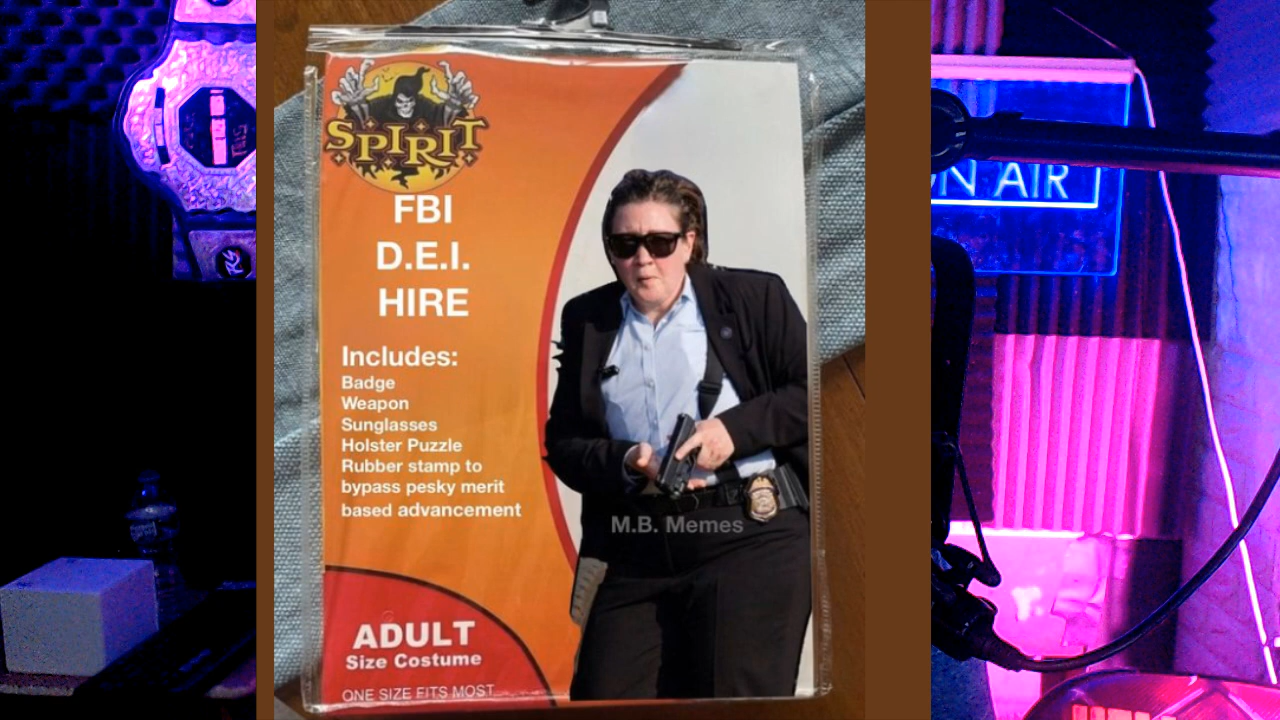 SPIRIT
FBI
D.E.I.
HIRE
Includes:
Badge
Weapon
Sunglasses
Holster Puzzle
Rubber stamp to
bypass pesky merit
based advancement
M.B. Memes
ADULT
Size Costume
ONE SIZE FITS MOST
N AIR